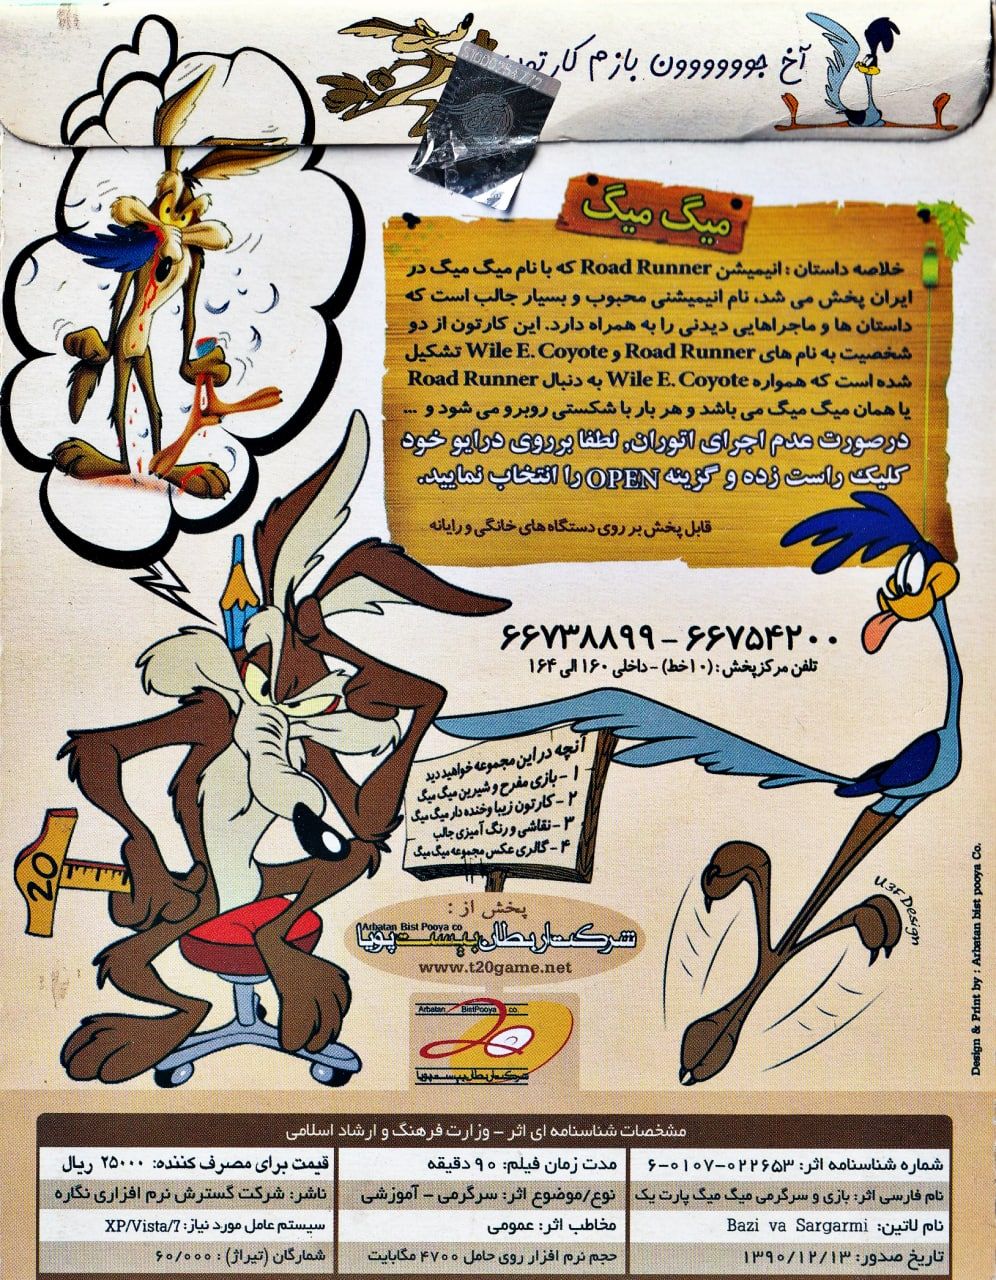 آخ جوووووون بازم کارتون
S1000254772
میگ میگ
خلاصه داستان : انیمیشن Road Runner که با نام میگ میگ در
ایران پخش می شد، نام انیمیشنی محبوب و بسیار جالب است که
داستان ها و ماجراهایی دیدنی را به همراه دارد. این کارتون از دو
شخصیت به نام های Road Runner و Wile E. Coyote تشکیل
شده است که همواره Wile E. Coyote به دنبال Road Runner
یا همان میگ میگ می باشد و هر بار با شکستی روبرو می شود و ...
درصورت عدم اجرای اتوران, لطفا برروی درایو خود
کلیک راست زده و گزینه OPEN را انتخاب نمایید.
قابل پخش بر روی دستگاه های خانگی و رایانه
۶۶۷۳۸۸۹۹ - ۶۶۷۵۴۲۰۰
تلفن مرکز پخش : (۱۰خط) - داخلی ۱۶۰ الی ۱۶۴
آنچه در این مجموعه خواهید دید
۱ - بازی مفرح و شیرین میگ میگ
۲ - کارتون زیبا و خنده دار میگ میگ
۳ - نقاشی و رنگ آمیزی جالب
۴ - گالری عکس مجموعه میگ میگ
20
U3F Design
پخش از :
Arbatan Bist Pooya co
شرکت اربطان بیست پویا
www.t20game.net
Arbatan BistPooya co.
20
شرکت اربطان بیست پویا
Design & Print by : Arbatan bist pooya Co.
مشخصات شناسنامه ای اثر - وزارت فرهنگ و ارشاد اسلامی
شماره شناسنامه اثر: ۶-۰۱۰۷-۰۲۲۶۵۳
مدت زمان فیلم: ۹۰ دقیقه
قیمت برای مصرف کننده: ۲۵۰۰۰ ریال
نام فارسی اثر: بازی و سرگرمی میگ میگ پارت یک
نوع/موضوع اثر: سرگرمی - آموزشی
ناشر: شرکت گسترش نرم افزاری نگاره
نام لاتین: Bazi va Sargarmi
مخاطب اثر: عمومی
سیستم عامل مورد نیاز: XP/Vista/7
تاریخ صدور: ۱۳۹۰/۱۲/۱۳
حجم نرم افزار روی حامل ۴۷۰۰ مگابایت
شمارگان (تیراژ) : ۶۰/۰۰۰